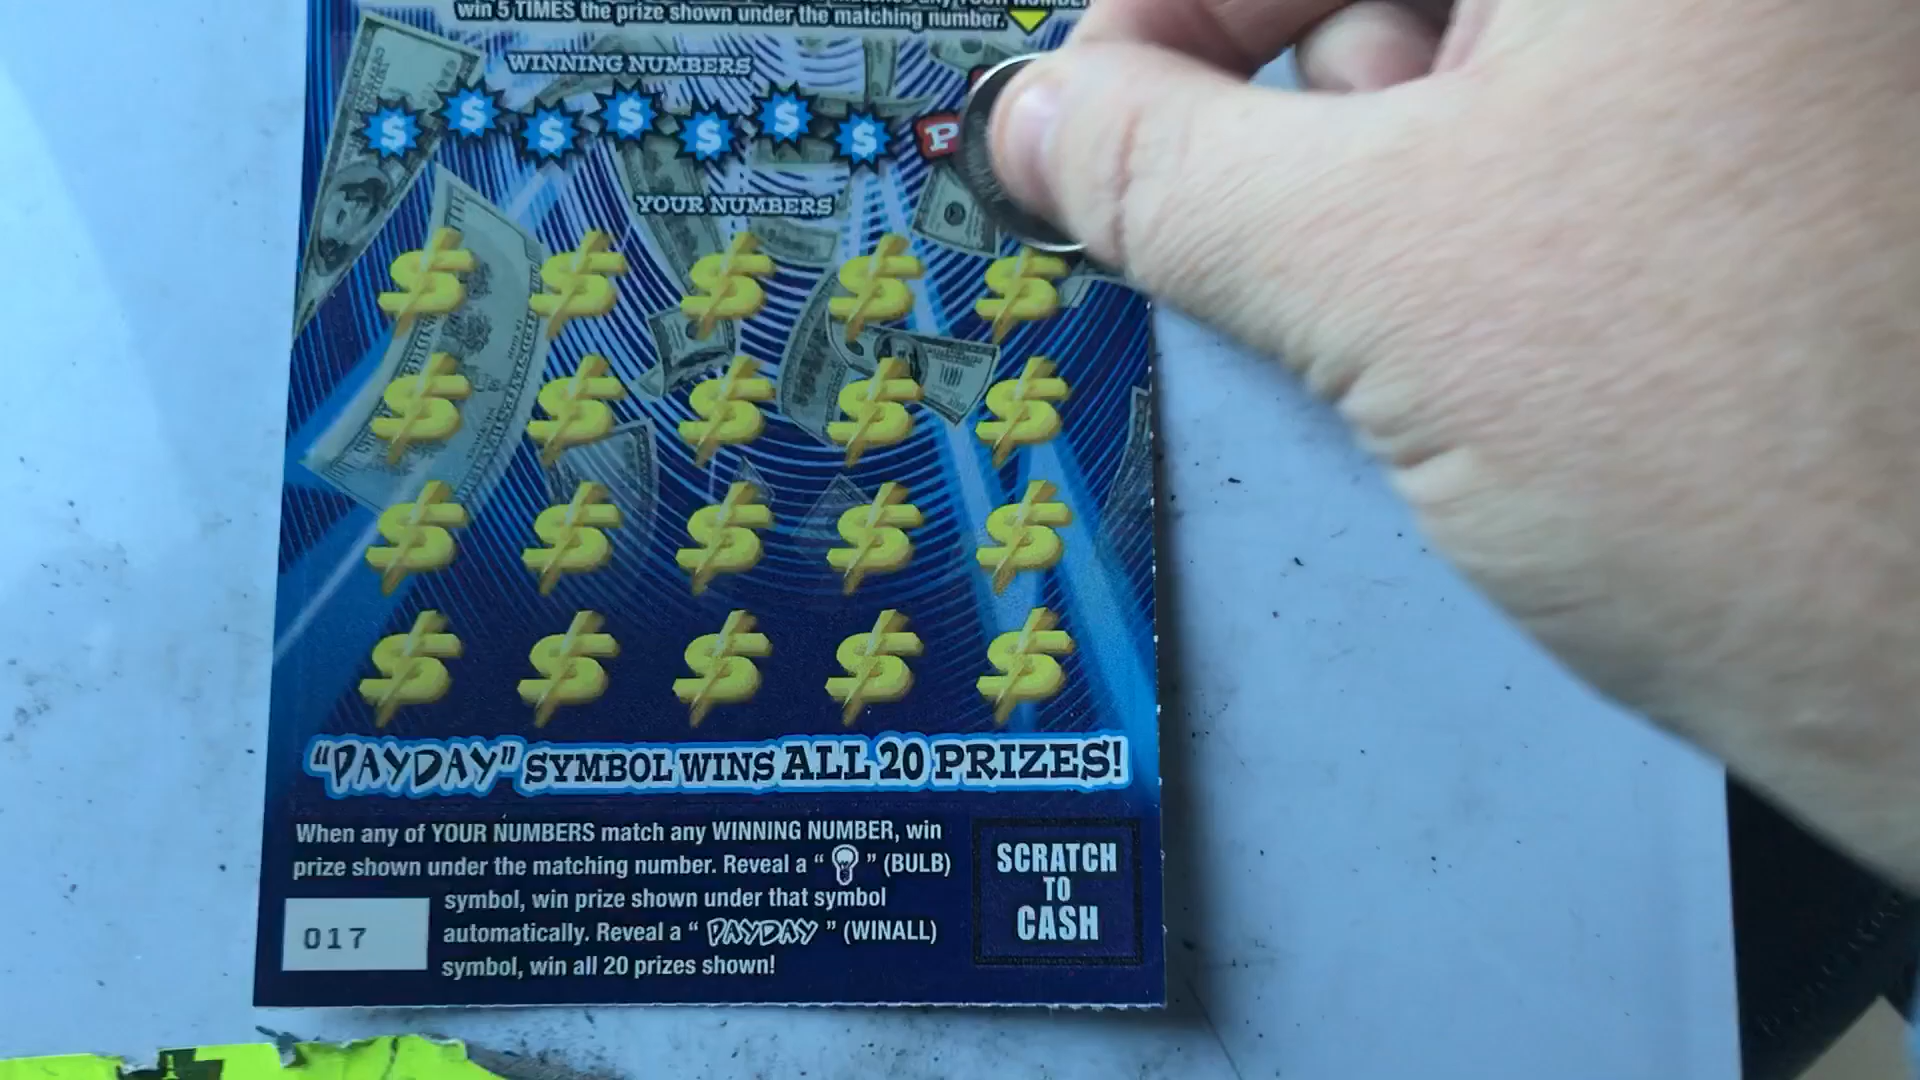 win 5 TIMES the prize shown under the matching number.
WINNING NUMBERS
$ $ $ $ $ $ $ P
YOUR NUMBERS
$ $ $ $ $
$ $ $ $ $
$ $ $ $ $
$ $ $ $ $
"PAYDAY" SYMBOL WINS ALL 20 PRIZES!
When any of YOUR NUMBERS match any WINNING NUMBER, win
prize shown under the matching number. Reveal a " " (BULB)
symbol, win prize shown under that symbol
automatically. Reveal a " PAYDAY " (WINALL)
symbol, win all 20 prizes shown!
017
SCRATCH
TO
CASH